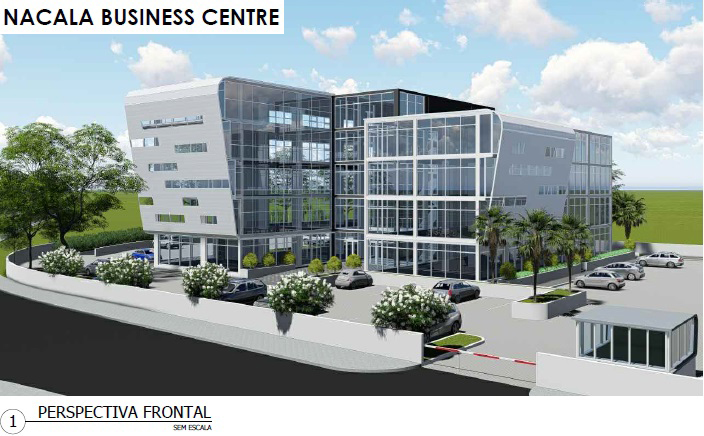 NACALA BUSINESS CENTRE
1 PERSPECTIVA FRONTAL
SEM ESCALA